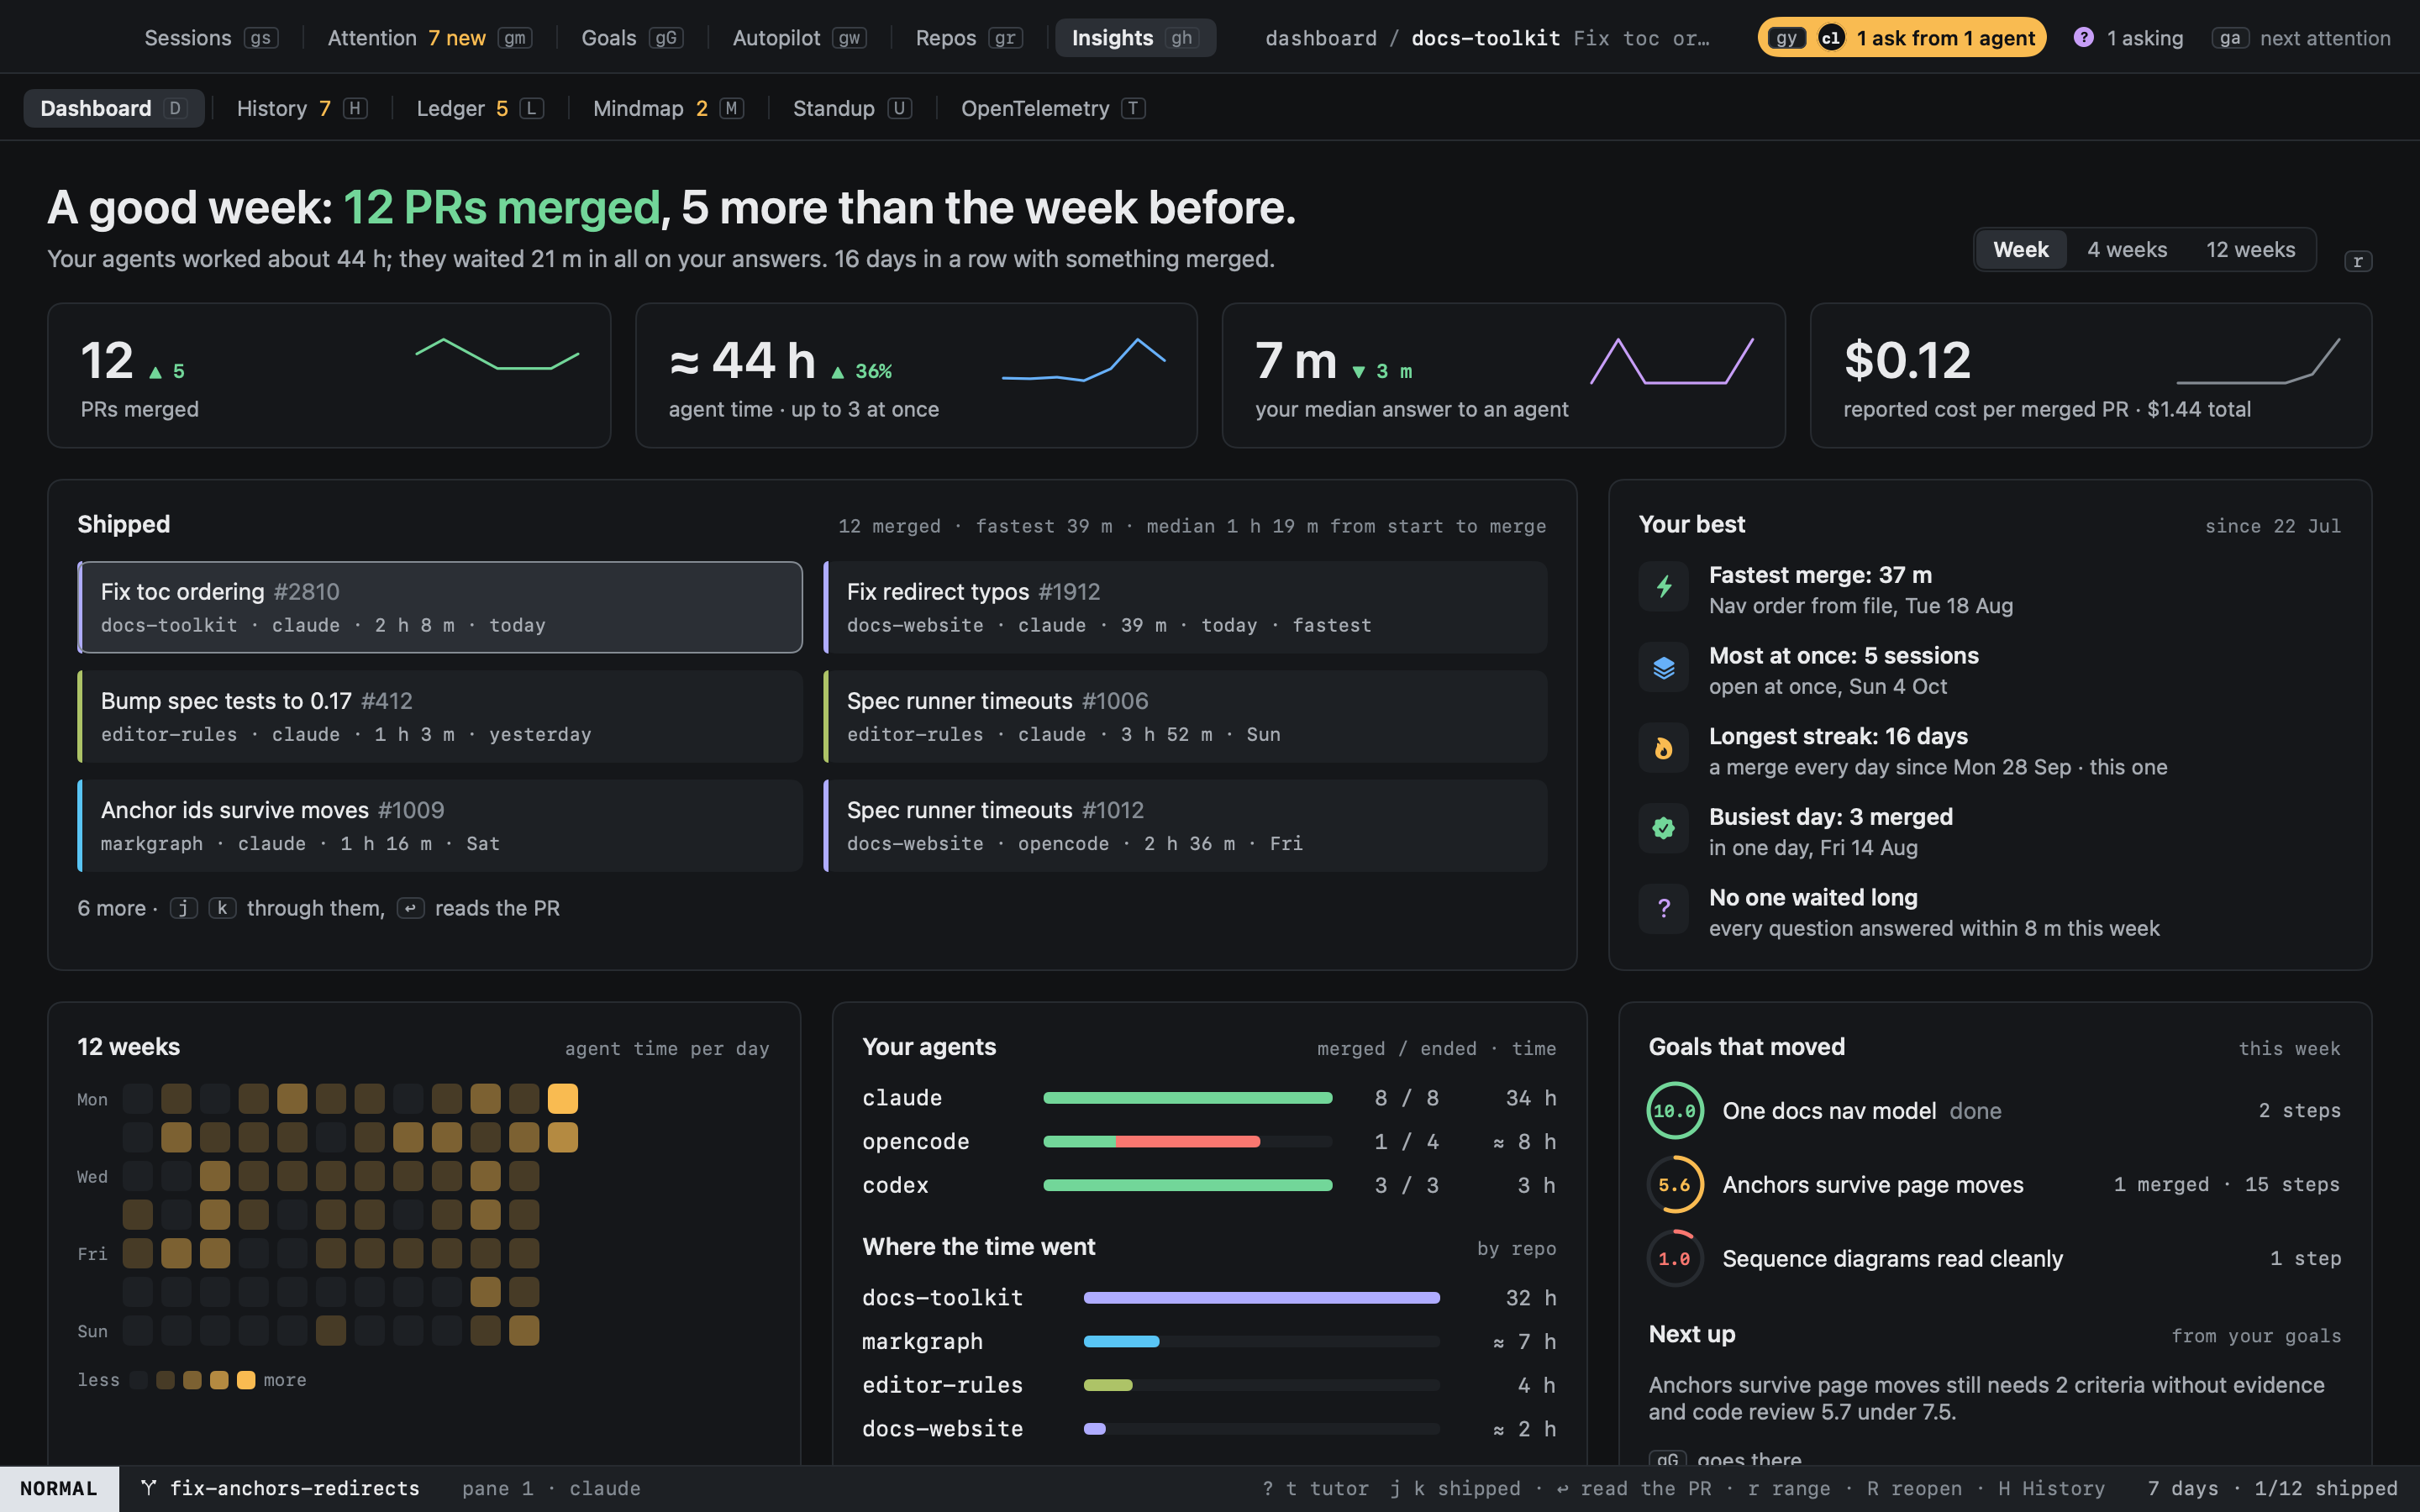 Sessions gs Attention 7 new gm Goals gG Autopilot gw Repos gr Insights gh dashboard / docs-toolkit Fix toc or… gy cl 1 ask from 1 agent ? 1 asking ga next attention
Dashboard D History 7 H Ledger 5 L Mindmap 2 M Standup U OpenTelemetry T
A good week: 12 PRs merged, 5 more than the week before.
Your agents worked about 44 h; they waited 21 m in all on your answers. 16 days in a row with something merged.
Week 4 weeks 12 weeks r
12 ▲ 5
PRs merged
≈ 44 h ▲ 36%
agent time · up to 3 at once
7 m ▼ 3 m
your median answer to an agent
$0.12
reported cost per merged PR · $1.44 total
Shipped
12 merged · fastest 39 m · median 1 h 19 m from start to merge
Fix toc ordering #2810
docs-toolkit · claude · 2 h 8 m · today
Fix redirect typos #1912
docs-website · claude · 39 m · today · fastest
Bump spec tests to 0.17 #412
editor-rules · claude · 1 h 3 m · yesterday
Spec runner timeouts #1006
editor-rules · claude · 3 h 52 m · Sun
Anchor ids survive moves #1009
markgraph · claude · 1 h 16 m · Sat
Spec runner timeouts #1012
docs-website · opencode · 2 h 36 m · Fri
6 more · j k through them, ↩ reads the PR
Your best
since 22 Jul
Fastest merge: 37 m
Nav order from file, Tue 18 Aug
Most at once: 5 sessions
open at once, Sun 4 Oct
Longest streak: 16 days
a merge every day since Mon 28 Sep · this one
Busiest day: 3 merged
in one day, Fri 14 Aug
?
No one waited long
every question answered within 8 m this week
12 weeks
agent time per day
Mon
Wed
Fri
Sun
less more
Your agents
merged / ended · time
claude 8 / 8 34 h
opencode 1 / 4 ≈ 8 h
codex 3 / 3 3 h
Where the time went
by repo
docs-toolkit 32 h
markgraph ≈ 7 h
editor-rules 4 h
docs-website ≈ 2 h
Goals that moved
this week
10.0 One docs nav model done 2 steps
5.6 Anchors survive page moves 1 merged · 15 steps
1.0 Sequence diagrams read cleanly 1 step
Next up
from your goals
Anchors survive page moves still needs 2 criteria without evidence
and code review 5.7 under 7.5.
gG goes there
NORMAL fix-anchors-redirects pane 1 · claude ? t tutor j k shipped · ↩ read the PR · r range · R reopen · H History 7 days · 1/12 shipped